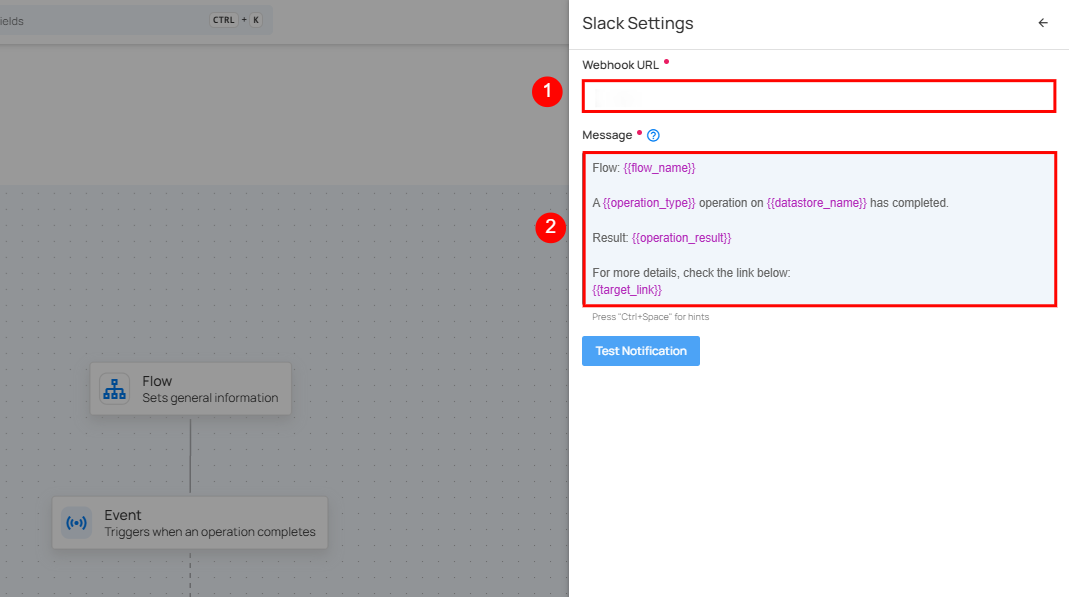 ields
CTRL + K
Slack Settings
Webhook URL
1
Message
Flow: {{flow_name}}
A {{operation_type}} operation on {{datastore_name}} has completed.
2
Result: {{operation_result}}
For more details, check the link below:
{{target_link}}
Press "Ctrl+Space" for hints
Test Notification
Flow
Sets general information
Event
Triggers when an operation completes